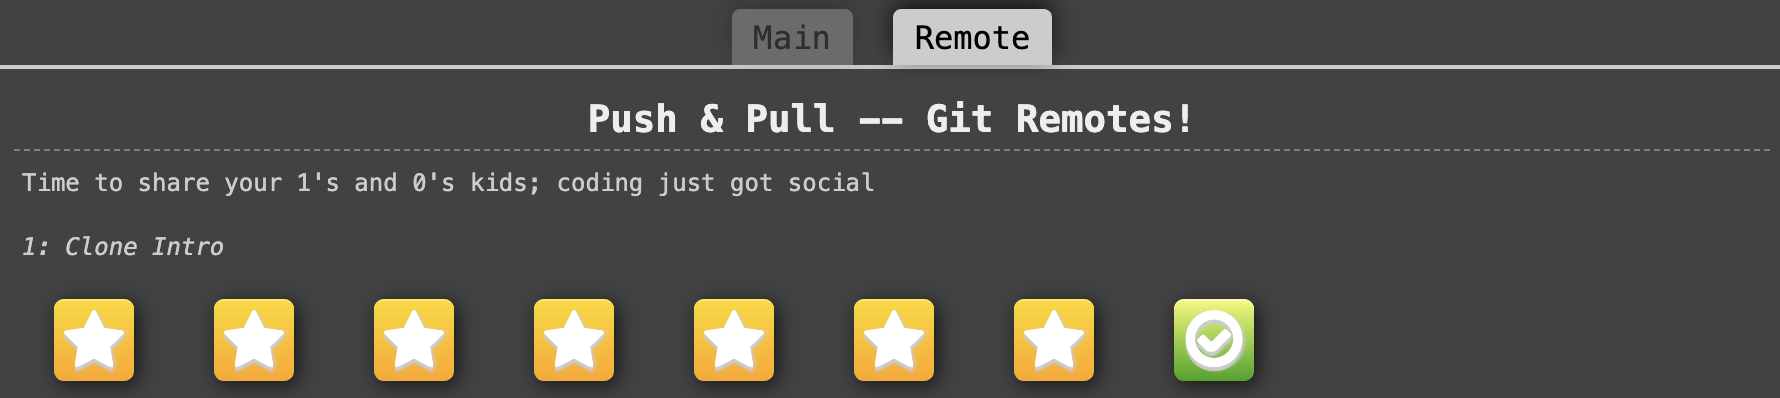 Main
Remote
Push & Pull -- Git Remotes!
Time to share your 1's and 0's kids; coding just got social
1: Clone Intro